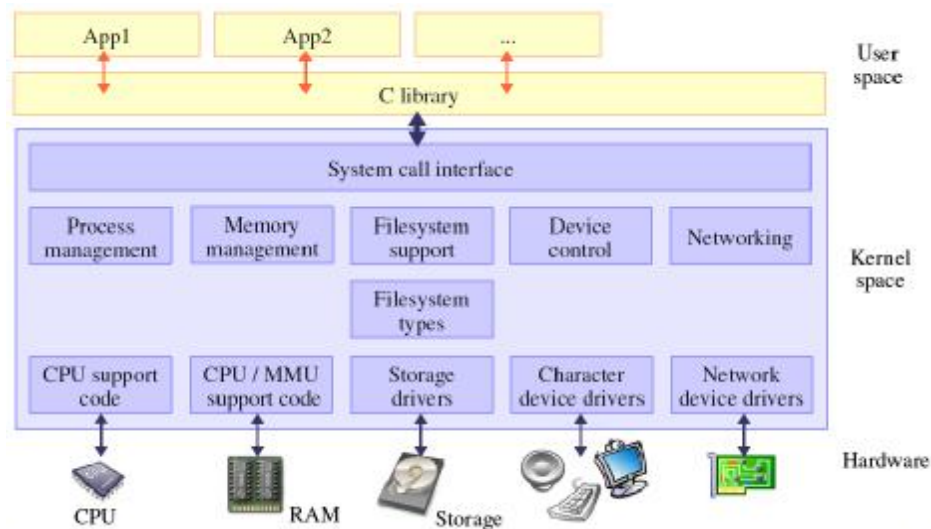 App1
App2
...
User
space
C library
System call interface
Process
management
Memory
management
Filesystem
support
Device
control
Networking
Kernel
space
Filesystem
types
CPU support
code
CPU / MMU
support code
Storage
drivers
Character
device drivers
Network
device drivers
Hardware
CPU
RAM
Storage